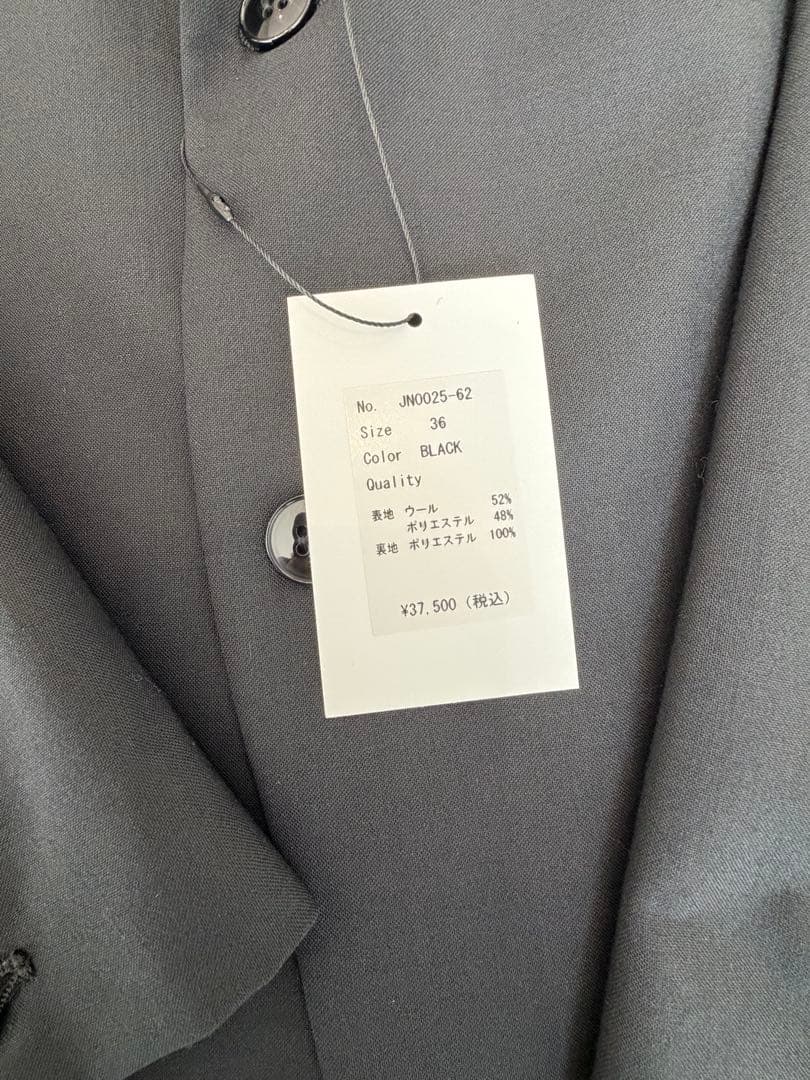 No. JN0025-62
Size 36
Color BLACK
Quality
表地 ウール 52%
ポリエステル 48%
裏地 ポリエステル 100%
¥37,500 (税込)